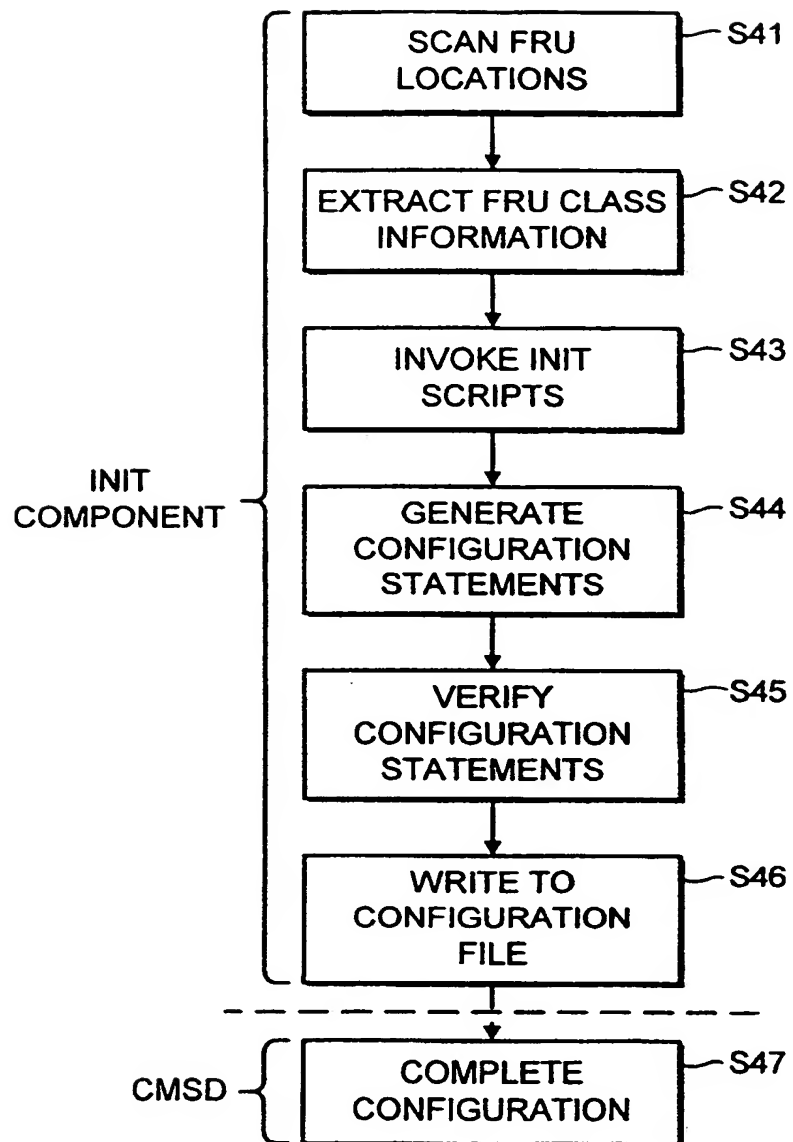 SCAN FRU
LOCATIONS
S41
EXTRACT FRU CLASS
INFORMATION
S42
INVOKE INIT
SCRIPTS
S43
INIT
COMPONENT
GENERATE
CONFIGURATION
STATEMENTS
S44
VERIFY
CONFIGURATION
STATEMENTS
S45
WRITE TO
CONFIGURATION
FILE
S46
CMSD
COMPLETE
CONFIGURATION
S47